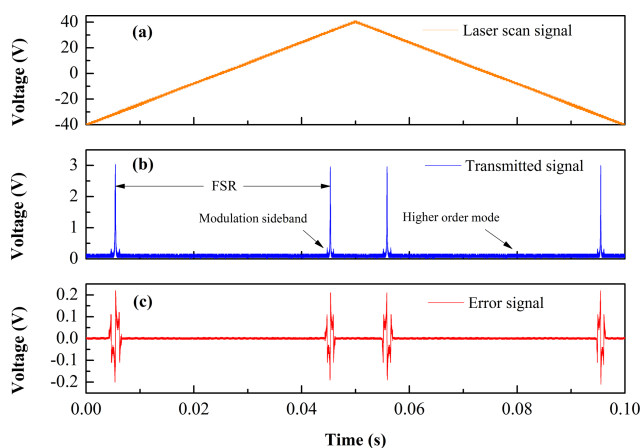 (a)
Laser scan signal
Voltage (V)
40
20
0
-20
-40
(b)
Transmitted signal
FSR
Modulation sideband
Higher order mode
Voltage (V)
3
2
1
0
(c)
Error signal
Voltage (V)
0.2
0.1
0.0
-0.1
-0.2
0.00 0.02 0.04 0.06 0.08 0.10
Time (s)